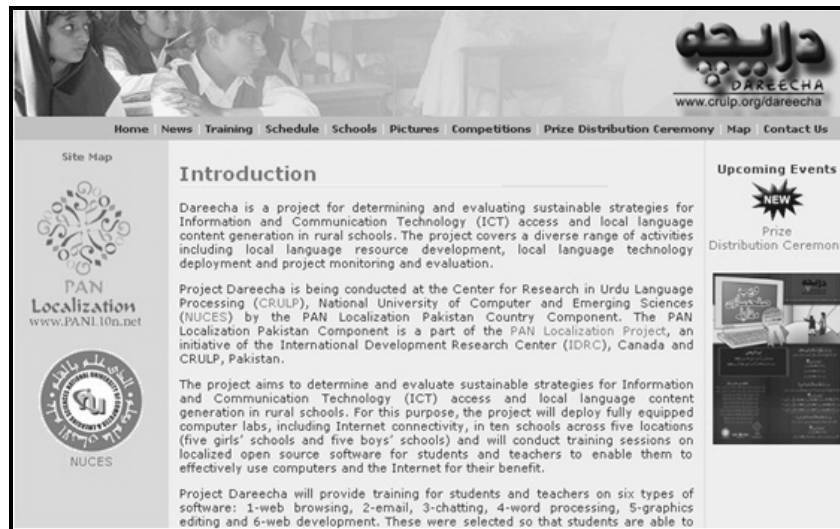 دریچه
DAREECHA
www.crulp.org/dareecha
Home | News | Training | Schedule | Schools | Pictures | Competitions | Prize Distribution Ceremony | Map | Contact Us
Site Map
PAN
Localization
www.PANL10n.net
NUCES
Introduction
Dareecha is a project for determining and evaluating sustainable strategies for
Information and Communication Technology (ICT) access and local language
content generation in rural schools. The project covers a diverse range of activities
including local language resource development, local language technology
deployment and project monitoring and evaluation.
Project Dareecha is being conducted at the Center for Research in Urdu Language
Processing (CRULP), National University of Computer and Emerging Sciences
(NUCES) by the PAN Localization Pakistan Country Component. The PAN
Localization Pakistan Component is a part of the PAN Localization Project, an
initiative of the International Development Research Center (IDRC), Canada and
CRULP, Pakistan.
The project aims to determine and evaluate sustainable strategies for Information
and Communication Technology (ICT) access and local language content
generation in rural schools. For this purpose, the project will deploy fully equipped
computer labs, including Internet connectivity, in ten schools across five locations
(five girls' schools and five boys' schools) and will conduct training sessions on
localized open source software for students and teachers to enable them to
effectively use computers and the Internet for their benefit.
Project Dareecha will provide training for students and teachers on six types of
software: 1-web browsing, 2-email, 3-chatting, 4-word processing, 5-graphics
editing and 6-web development. These were selected so that students are able to
Upcoming Events
NEW
Prize
Distribution Ceremon
دریچه